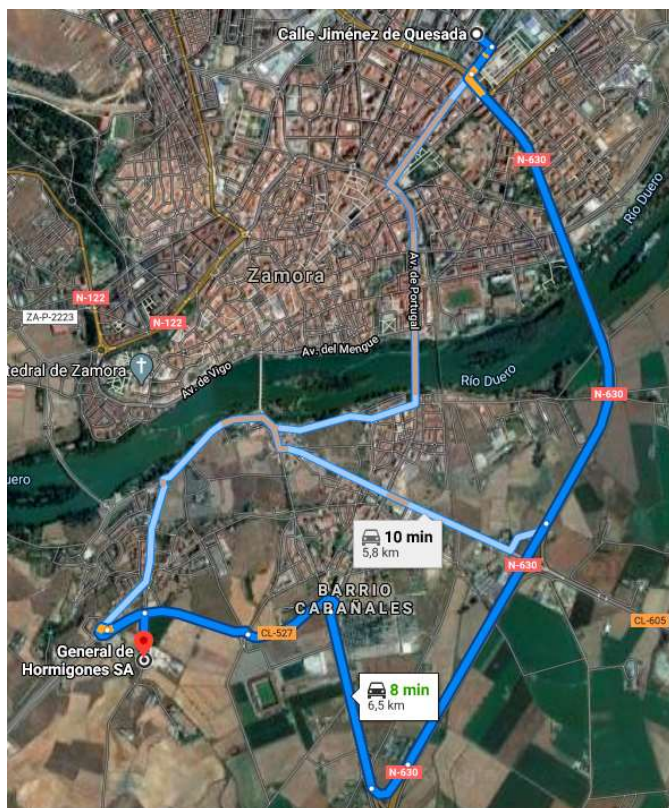 Calle Jiménez de Quesada
N-630
Río Duero
Av. de Portugal
Zamora
N-122
ZA-P-2223
N-122
Av. del Mengue
tedral de Zamora
Av. de Vigo
Río Duero
N-630
uero
10 min
5,8 km
N-630
BARRIO
CABAÑALES
CL-605
CL-527
General de
Hormigones SA
8 min
6,5 km
N-630